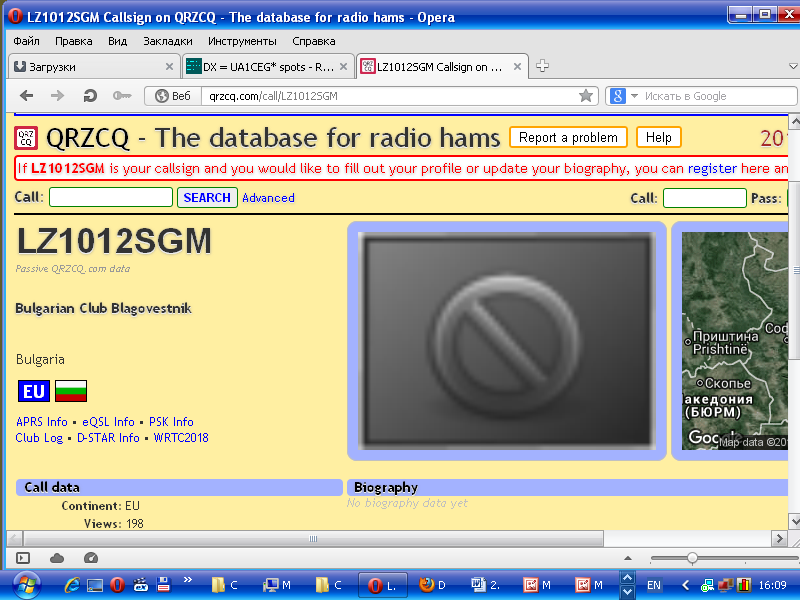 LZ1012SGM Callsign on QRZCQ - The database for radio hams - Opera
Файл Правка Вид Закладки Инструменты Справка
Загрузки DX = UA1CEG* spots - R... LZ1012SGM Callsign on ...
Веб qrzcq.com/call/LZ1012SGM Искать в Google
QRZ CQ QRZCQ - The database for radio hams Report a problem Help 20
If LZ1012SGM is your callsign and you would like to fill out your profile or update your biography, you can register here an
Call: SEARCH Advanced Call: Pass:
LZ1012SGM
Passive QRZCQ.com data
Bulgarian Club Blagovestnik
Bulgaria
EU
APRS Info • eQSL Info • PSK Info
Club Log • D-STAR Info • WRTC2018
Приштина Соф
Prishtinë
Скопье
акедония
(БЮРМ)
Goo Map data ©20
Call data Biography
Continent: EU No biography data yet
Views: 198
» C M C L. D 2. M M EN 16:09